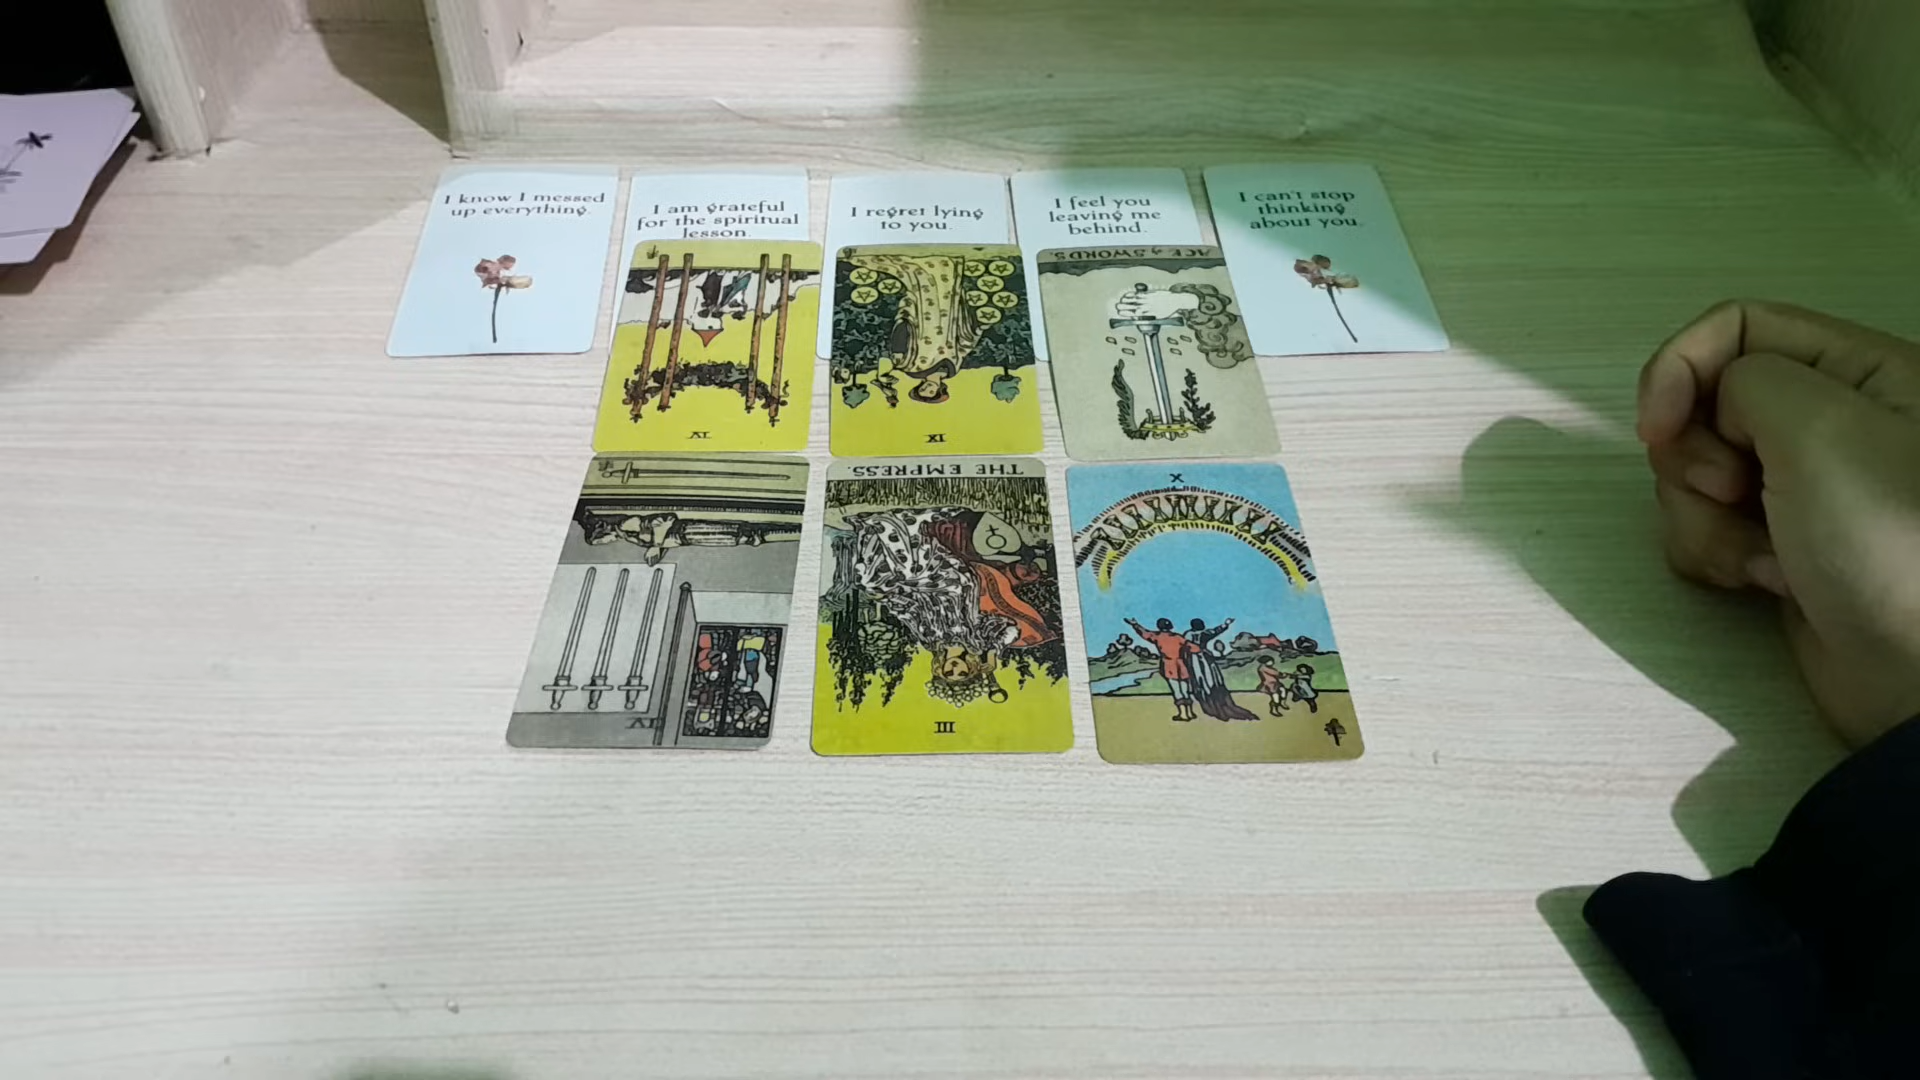 I know I messed
up everything.
I am grateful
for the spiritual
lesson.
I regret lying
to you.
I feel you
leaving me
behind.
I can't stop
thinking
about you.
IV
IX
ACE of SWORDS.
IV
THE EMPRESS.
III
X